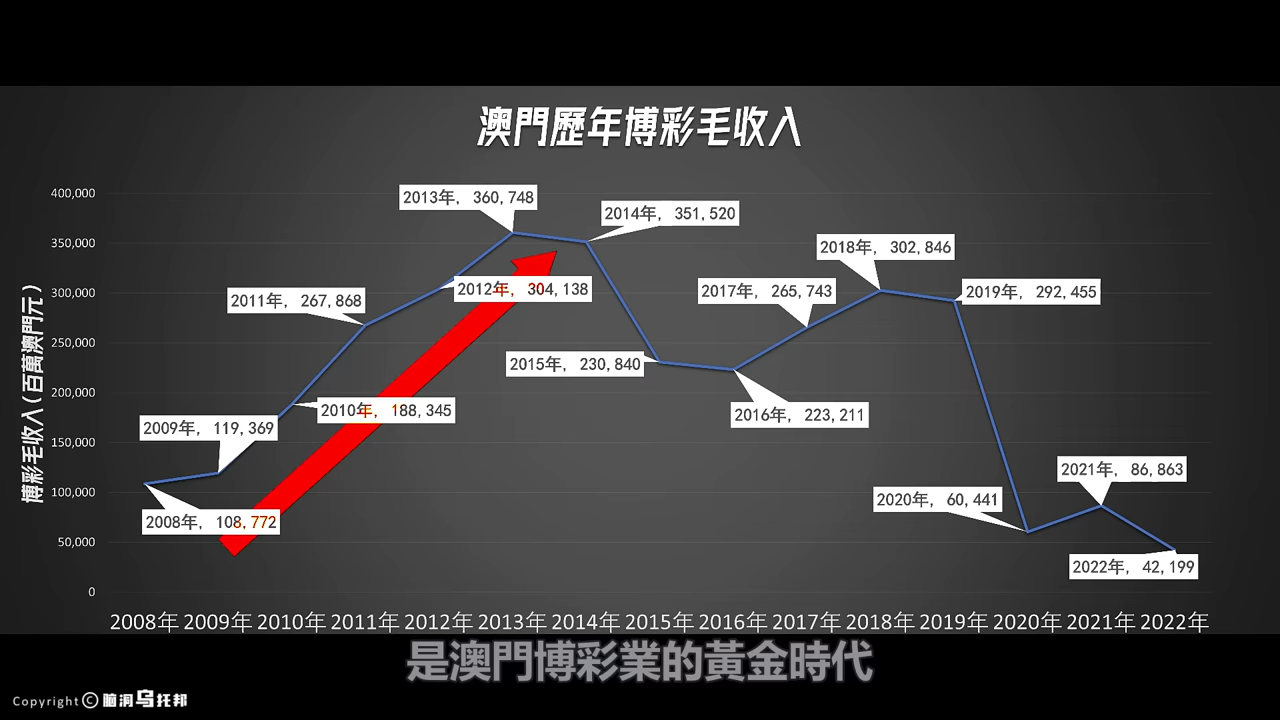 澳門歷年博彩毛收入
博彩毛收入（百萬澳門元）
400,000
350,000
300,000
250,000
200,000
150,000
100,000
50,000
0
2008年， 108,772
2009年， 119,369
2010年， 188,345
2011年， 267,868
2012年， 304,138
2013年， 360,748
2014年， 351,520
2015年， 230,840
2016年， 223,211
2017年， 265,743
2018年， 302,846
2019年， 292,455
2020年， 60,441
2021年， 86,863
2022年， 42,199
2008年 2009年 2010年 2011年 2012年 2013年 2014年 2015年 2016年 2017年 2018年 2019年 2020年 2021年 2022年
是澳門博彩業的黃金時代
Copyright © 脑洞乌托邦